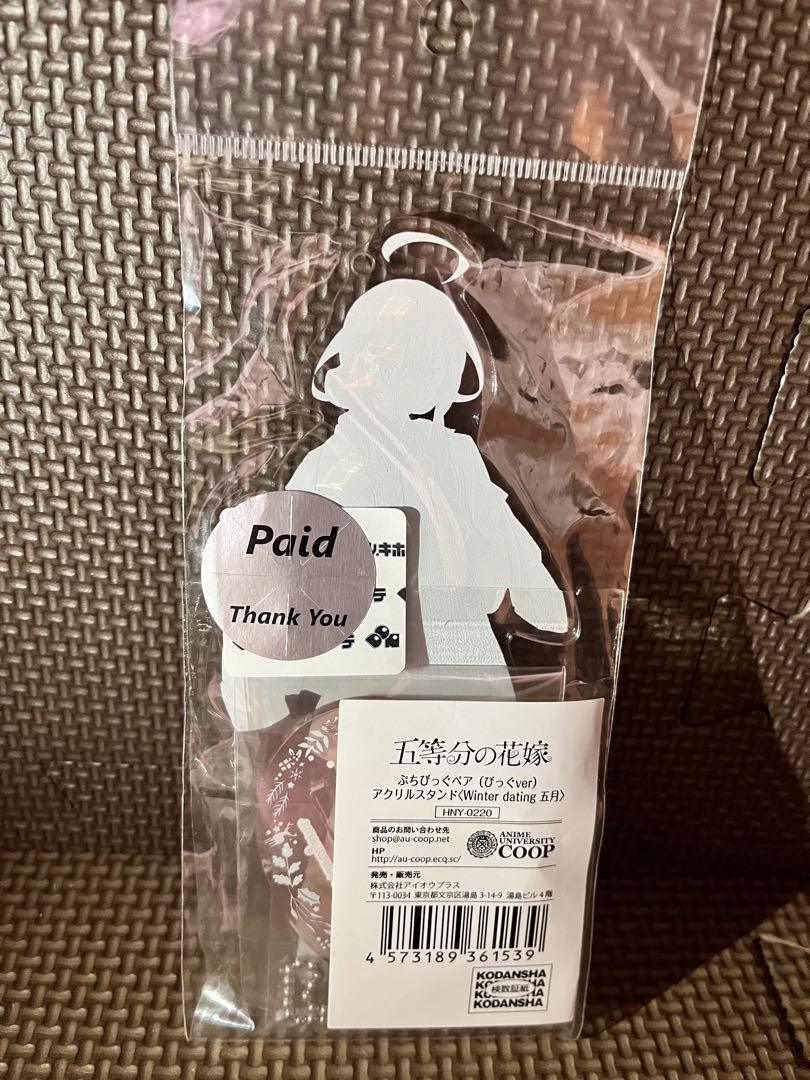 Paid
Thank You
五等分の花嫁
ぷちびっぐペア（びっぐver）
アクリルスタンド〈Winter dating 五月〉
HNY-0220
商品のお問い合わせ先
shop@au-coop.net
HP
http://au-coop.ecq.sc/
ANIME
UNIVERSITY
COOP
発売・販売元
株式会社アイオウプラス
〒113-0034 東京都文京区湯島 3-14-9 湯島ビル4階
4 573189 361539
KODANSHA
検数証紙
KODANSHA